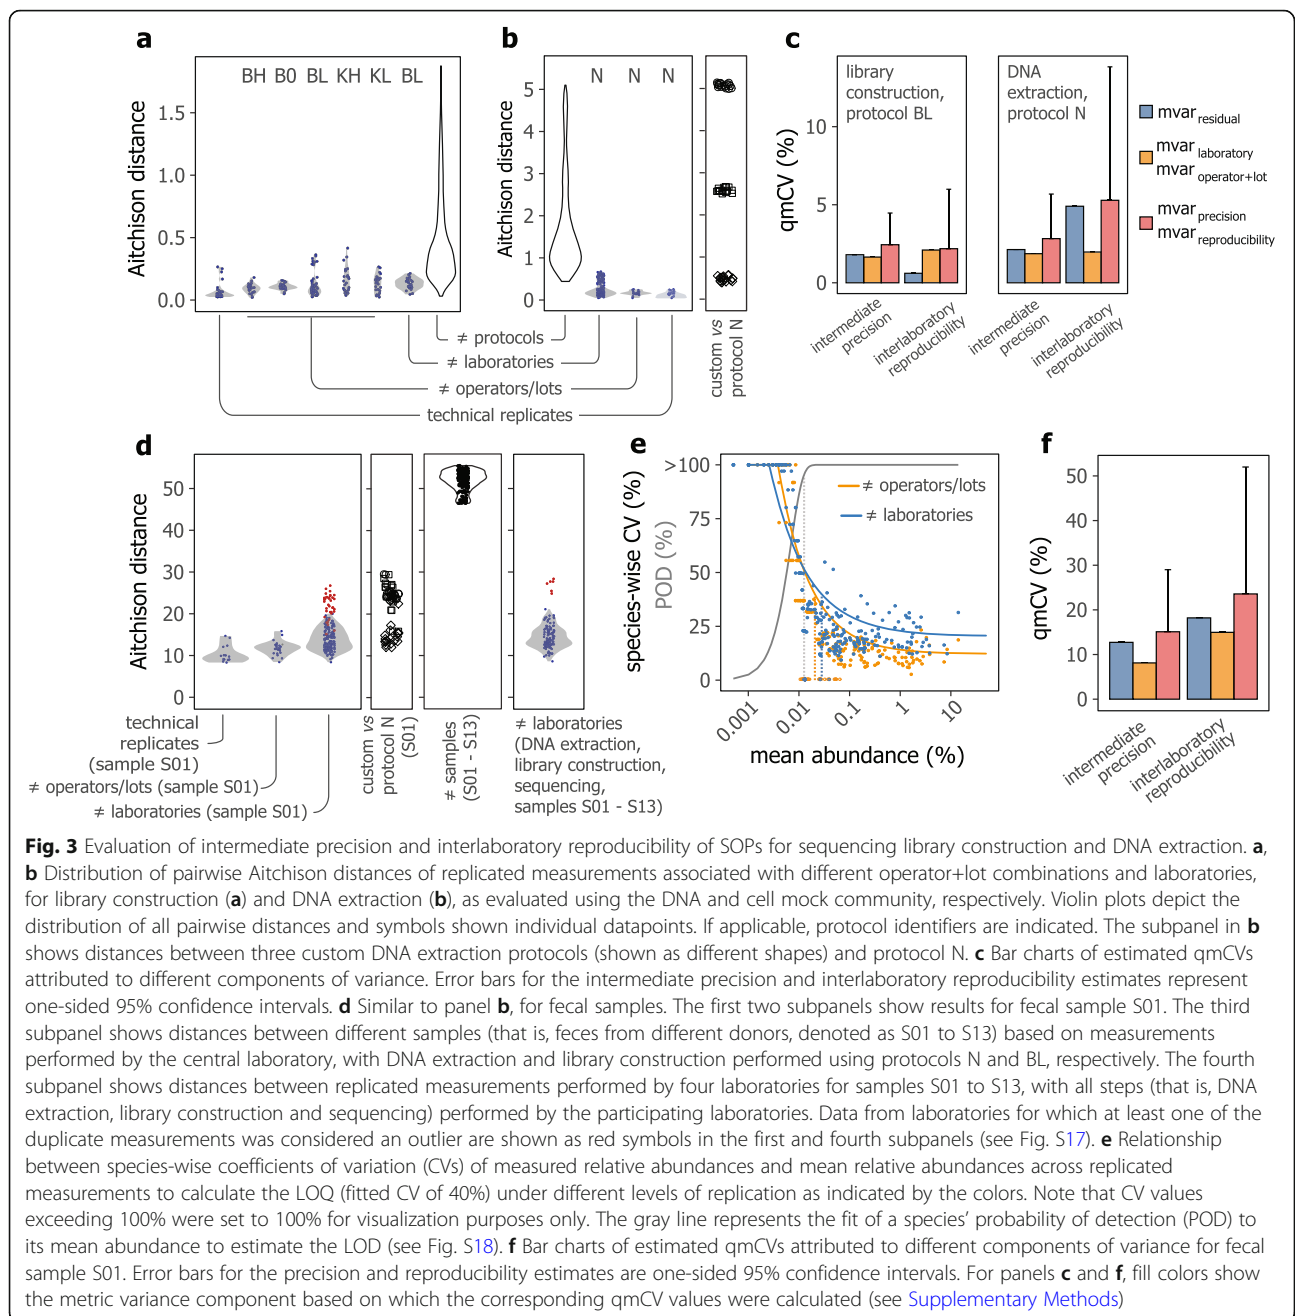 a
BH B0 BL KH KL BL
Aitchison distance
1.5
1.0
0.5
0.0
b
N N N
Aitchison distance
5
4
3
2
1
0
custom vs
protocol N
≠ protocols
≠ laboratories
≠ operators/lots
technical replicates
c
library
construction,
protocol BL
DNA
extraction,
protocol N
qmCV (%)
10
5
0
intermediate
precision
interlaboratory
reproducibility
intermediate
precision
interlaboratory
reproducibility
mvar residual
mvar laboratory
mvar operator+lot
mvar precision
mvar reproducibility
d
Aitchison distance
50
40
30
20
10
0
technical
replicates
(sample S01)
≠ operators/lots (sample S01)
≠ laboratories (sample S01)
custom vs
protocol N
(S01)
≠ samples
(S01 - S13)
≠ laboratories
(DNA extraction,
library construction,
sequencing,
samples S01 - S13)
e
species-wise CV (%)
POD (%)
>100
75
50
25
0
≠ operators/lots
≠ laboratories
0.001
0.01
0.1
1
10
mean abundance (%)
f
qmCV (%)
50
40
30
20
10
0
intermediate
precision
interlaboratory
reproducibility
Fig. 3 Evaluation of intermediate precision and interlaboratory reproducibility of SOPs for sequencing library construction and DNA extraction. a,
b Distribution of pairwise Aitchison distances of replicated measurements associated with different operator+lot combinations and laboratories,
for library construction (a) and DNA extraction (b), as evaluated using the DNA and cell mock community, respectively. Violin plots depict the
distribution of all pairwise distances and symbols shown individual datapoints. If applicable, protocol identifiers are indicated. The subpanel in b
shows distances between three custom DNA extraction protocols (shown as different shapes) and protocol N. c Bar charts of estimated qmCVs
attributed to different components of variance. Error bars for the intermediate precision and interlaboratory reproducibility estimates represent
one-sided 95% confidence intervals. d Similar to panel b, for fecal samples. The first two subpanels show results for fecal sample S01. The third
subpanel shows distances between different samples (that is, feces from different donors, denoted as S01 to S13) based on measurements
performed by the central laboratory, with DNA extraction and library construction performed using protocols N and BL, respectively. The fourth
subpanel shows distances between replicated measurements performed by four laboratories for samples S01 to S13, with all steps (that is, DNA
extraction, library construction and sequencing) performed by the participating laboratories. Data from laboratories for which at least one of the
duplicate measurements was considered an outlier are shown as red symbols in the first and fourth subpanels (see Fig. S17). e Relationship
between species-wise coefficients of variation (CVs) of measured relative abundances and mean relative abundances across replicated
measurements to calculate the LOQ (fitted CV of 40%) under different levels of replication as indicated by the colors. Note that CV values
exceeding 100% were set to 100% for visualization purposes only. The gray line represents the fit of a species' probability of detection (POD) to
its mean abundance to estimate the LOD (see Fig. S18). f Bar charts of estimated qmCVs attributed to different components of variance for fecal
sample S01. Error bars for the precision and reproducibility estimates are one-sided 95% confidence intervals. For panels c and f, fill colors show
the metric variance component based on which the corresponding qmCV values were calculated (see Supplementary Methods)